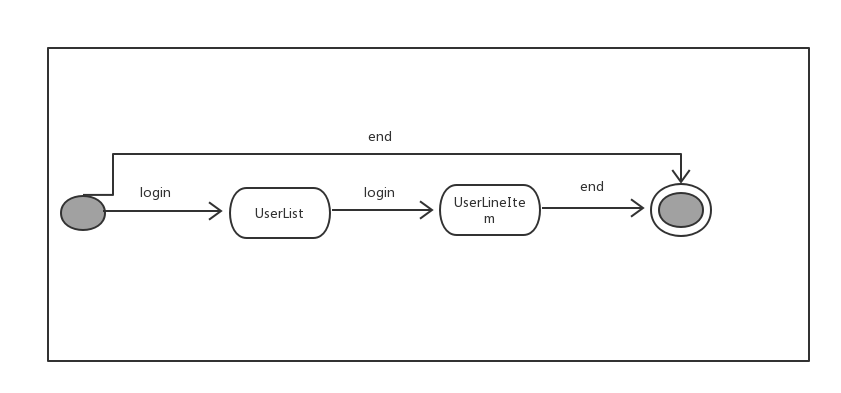 end
login
login
end
UserList
UserLineIte
m